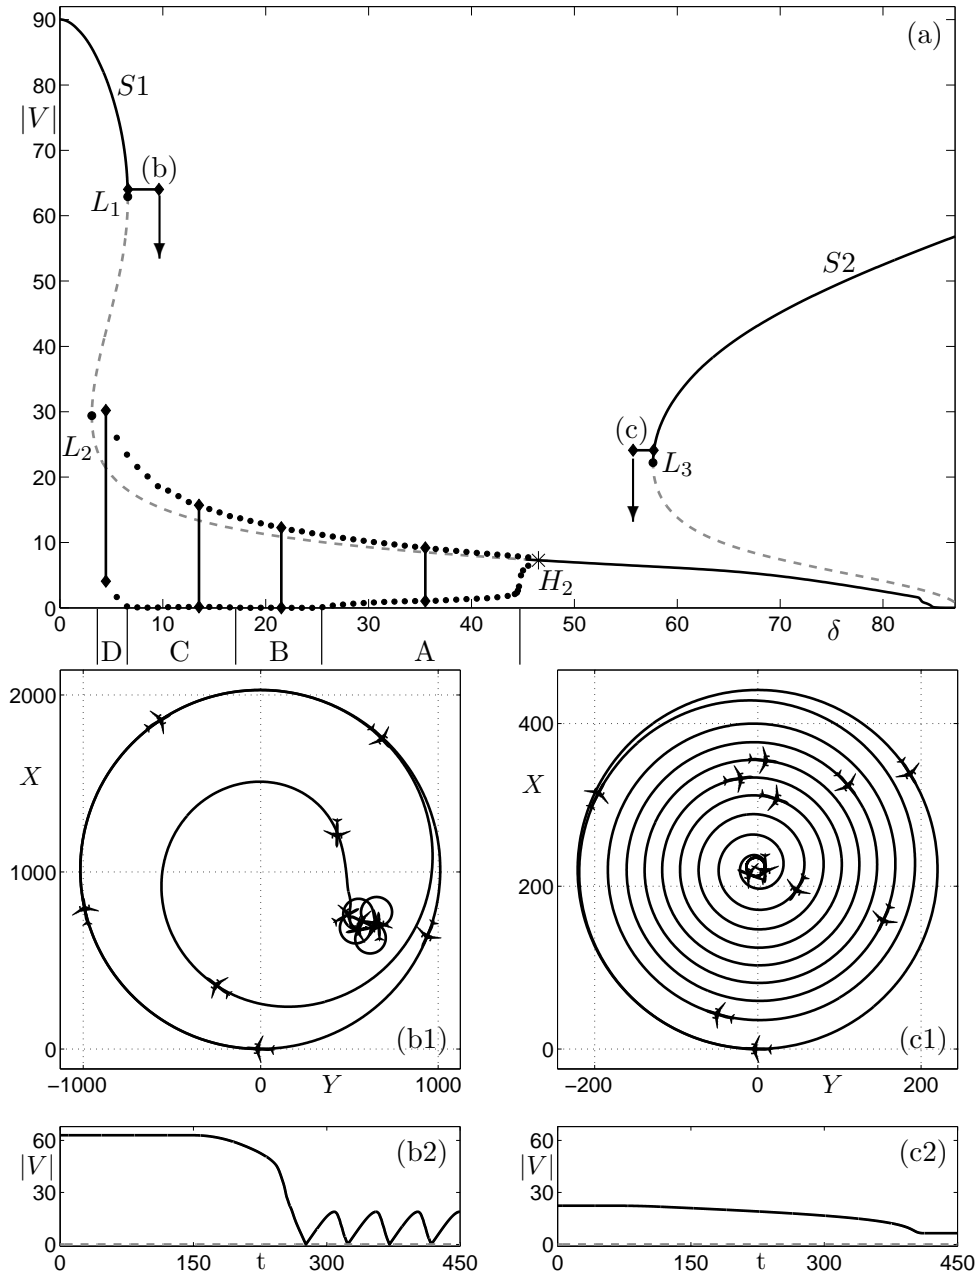 (a)
90
80
|V|
70
60
50
40
30
20
10
0
S1
(b)
L1
L2
S2
(c)
L3
H2
0 10 20 30 40 50 60 70 δ 80
D C B A
2000
X
1000
0
−1000 0 Y 1000
(b1)
400
X
200
0
−200 0 Y 200
(c1)
60
|V|
30
0
(b2)
0 150 t 300 450
60
|V|
30
0
(c2)
0 150 t 300 450